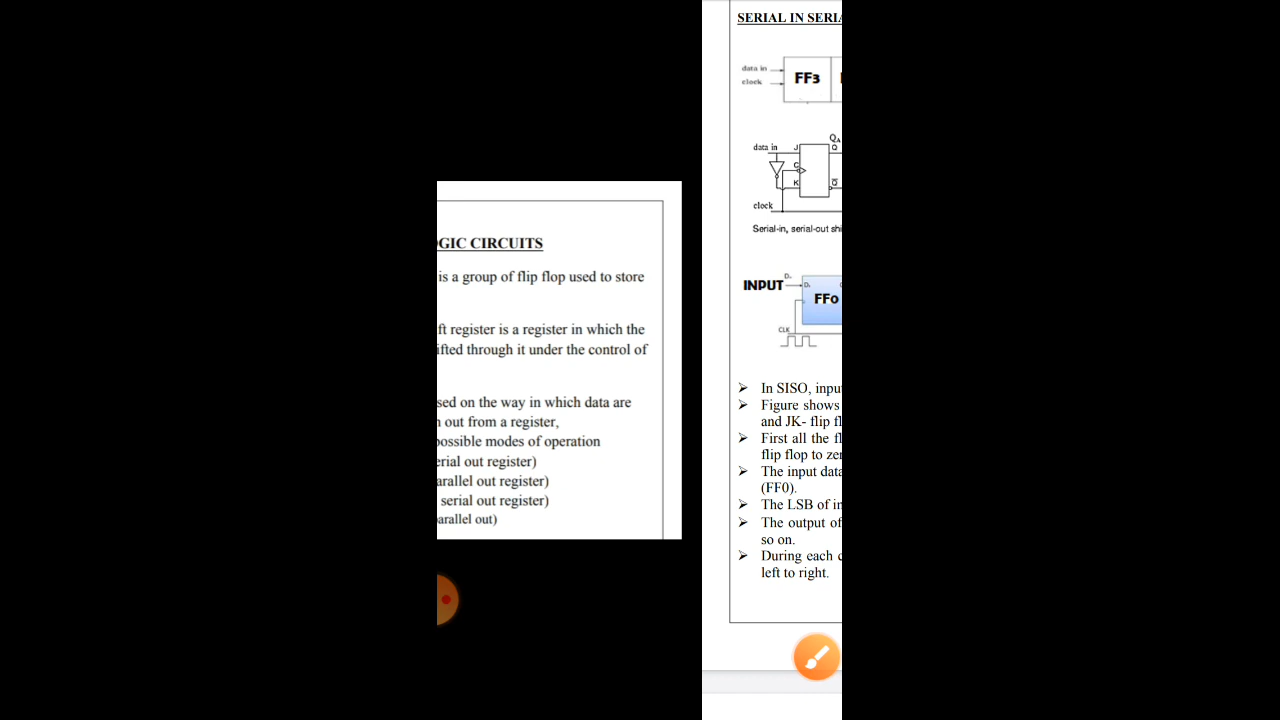 GIC CIRCUITS
is a group of flip flop used to store
ft register is a register in which the
ifted through it under the control of
sed on the way in which data are
out from a register,
possible modes of operation
erial out register)
arallel out register)
serial out register)
arallel out)
SERIAL IN SERIA
data in
clock
FF3
data in
J
C
K
QA
Q
Q
clock
Serial-in, serial-out shi
INPUT
FF0
CLK
➢ In SISO, inpu
➢ Figure shows
and JK- flip fl
➢ First all the fl
flip flop to zer
➢ The input data
(FF0).
➢ The LSB of in
➢ The output of
so on.
➢ During each c
left to right.